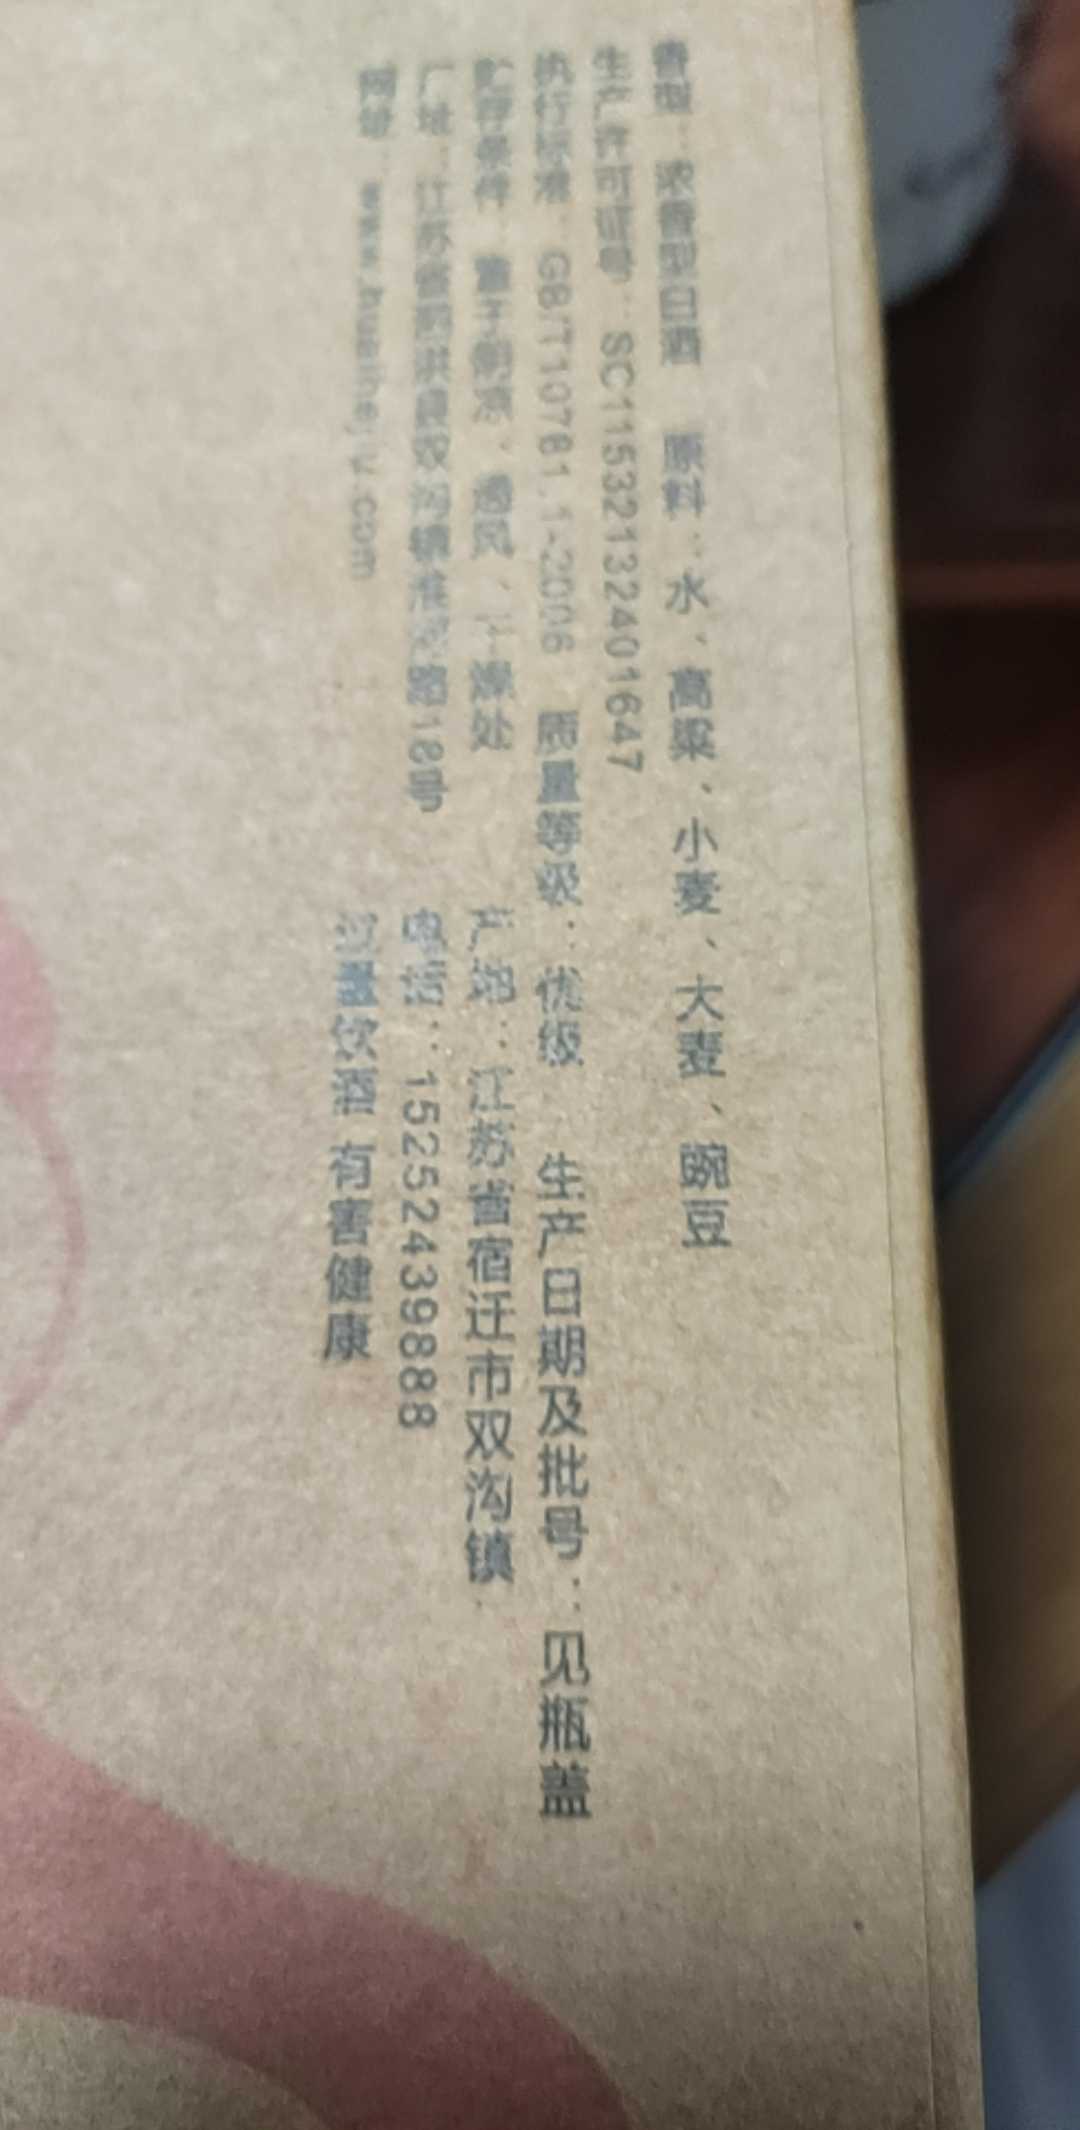 香型：浓香型白酒 原料：水、高粱、小麦、大麦、豌豆
生产许可证号：SC11532132401647
执行标准：GB/T10781.1-2006 质量等级：优级 生产日期及批号：见瓶盖
贮存条件：置于阴凉、通风、干燥处 产地：江苏省宿迁市双沟镇
厂址：江苏省泗洪县双沟镇淮 路18号 电话：15252439888
网址：www.huaihejiu.com 过量饮酒 有害健康